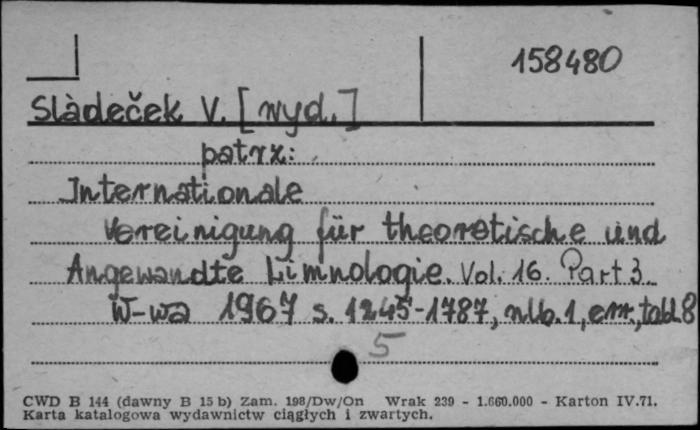 158480
Slàdeček V. [wyd.]
patrz:
Internationale
Vereinigung für theoretische und
Angewandte Limnologie. Vol. 16. Part 3.
W-wa 1967 s. 1245-1787, nlb. 1, err., tabl. 8
5
CWD B 144 (dawny B 15 b) Zam. 198/Dw/On Wrak 239 - 1.660.000 - Karton IV.71.
Karta katalogowa wydawnictw ciągłych i zwartych.